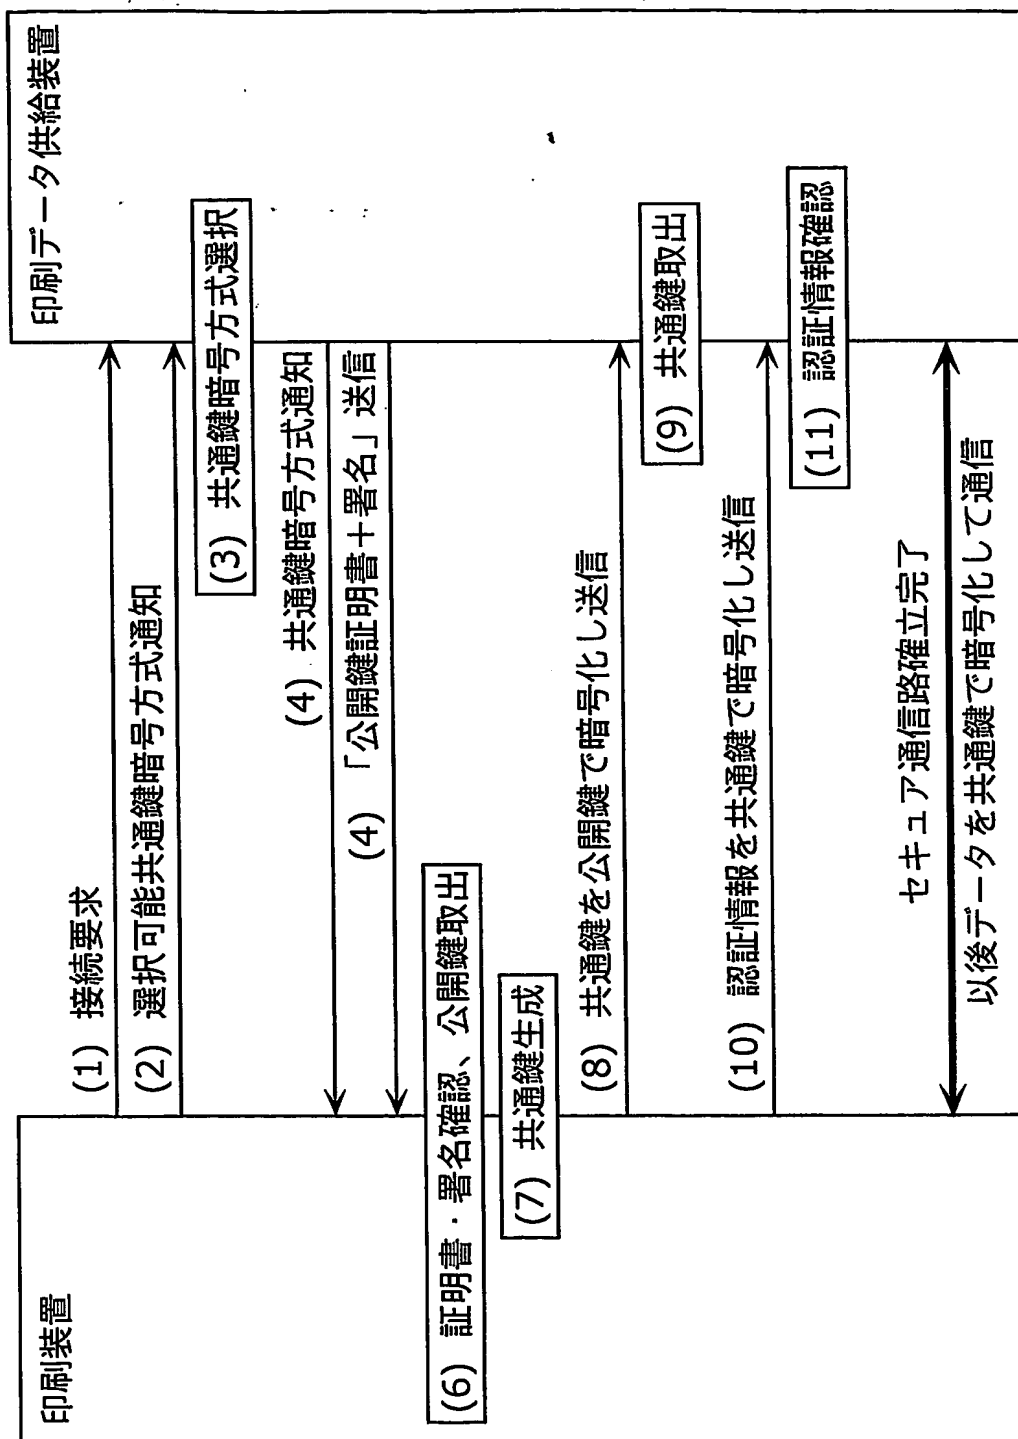 印刷装置
印刷データ供給装置
(1) 接続要求
(2) 選択可能共通鍵暗号方式通知
(3) 共通鍵暗号方式選択
(4) 共通鍵暗号方式通知
(4) 「公開鍵証明書+署名」送信
(6) 証明書・署名確認、公開鍵取出
(7) 共通鍵生成
(8) 共通鍵を公開鍵で暗号化し送信
(9) 共通鍵取出
(10) 認証情報を共通鍵で暗号化し送信
(11) 認証情報確認
セキュア通信路確立完了
以後データを共通鍵で暗号化して通信